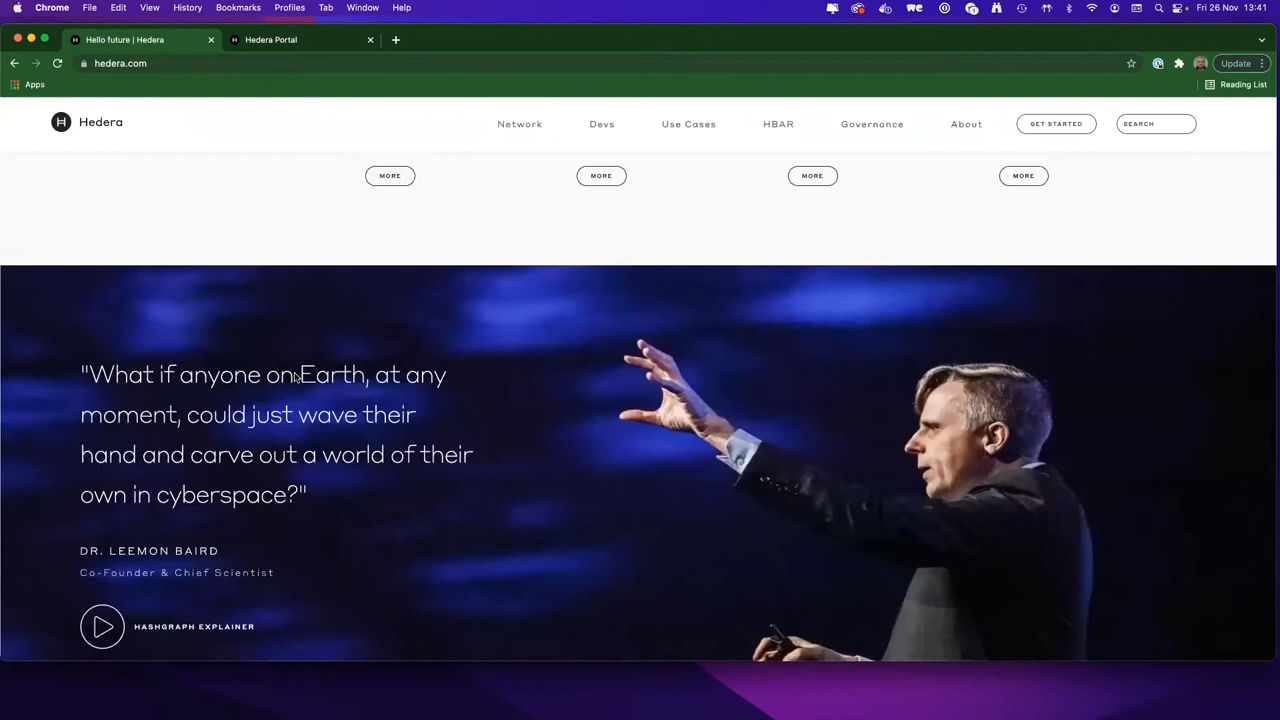 Chrome File Edit View History Bookmarks Profiles Tab Window Help Fri 26 Nov 13:41
Hello future | Hedera Hedera Portal
hedera.com Update
Apps Reading List
Hedera Network Devs Use Cases HBAR Governance About GET STARTED SEARCH
MORE MORE MORE MORE
"What if anyone on Earth, at any
moment, could just wave their
hand and carve out a world of their
own in cyberspace?"
DR. LEEMON BAIRD
Co-Founder & Chief Scientist
HASHGRAPH EXPLAINER